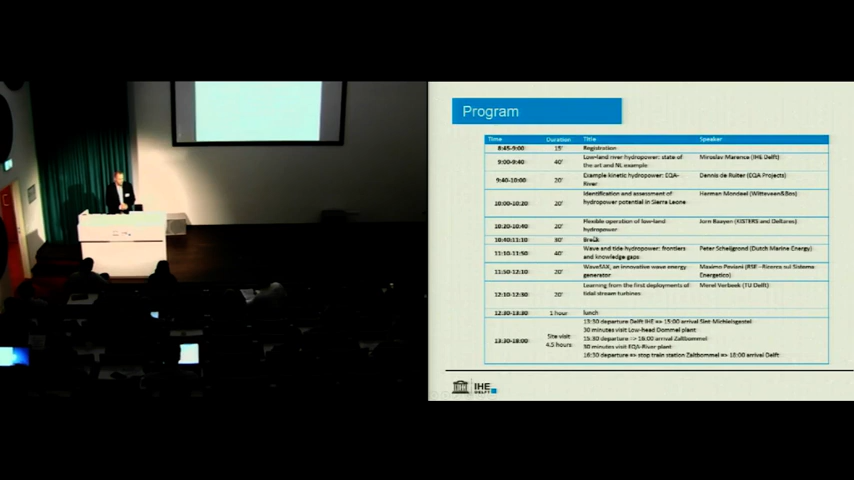 Program
Time Duration Title Speaker
8:45-9:00 15' Registration
9:00-9:40 40' Low-land river hydropower: state of the art and NL example Miroslav Marence (IHE Delft)
9:40-10:00 20' Example kinetic hydropower: EQA-River Dennis de Ruiter (EQA Projects)
10:00-10:20 20' Identification and assessment of hydropower potential in Sierra Leone Herman Mondeel (Witteveen&Bos)
10:20-10:40 20' Flexible operation of low-land hydropower Jorn Baayen (KISTERS and Deltares)
10:40-11:10 30' Break
11:10-11:50 40' Wave and tide hydropower: frontiers and knowledge gaps Peter Scheijgrond (Dutch Marine Energy)
11:50-12:10 20' WaveSAX, an innovative wave energy generator Maximo Peviani (RSE - Ricerca sul Sistema Energetico)
12:10-12:30 20' Learning from the first deployments of tidal stream turbines Merel Verbeek (TU Delft)
12:30-13:30 1 hour lunch
13:30-18:00 Site visit 4.5 hours 13:30 departure Delft IHE => 15:00 arrival Sint-Michielsgestel
30 minutes visit Low-head Dommel plant
15:30 departure => 16:00 arrival Zaltbommel
30 minutes visit EQA-River plant
16:30 departure => stop train station Zaltbommel => 18:00 arrival Delft
IHE
DELFT